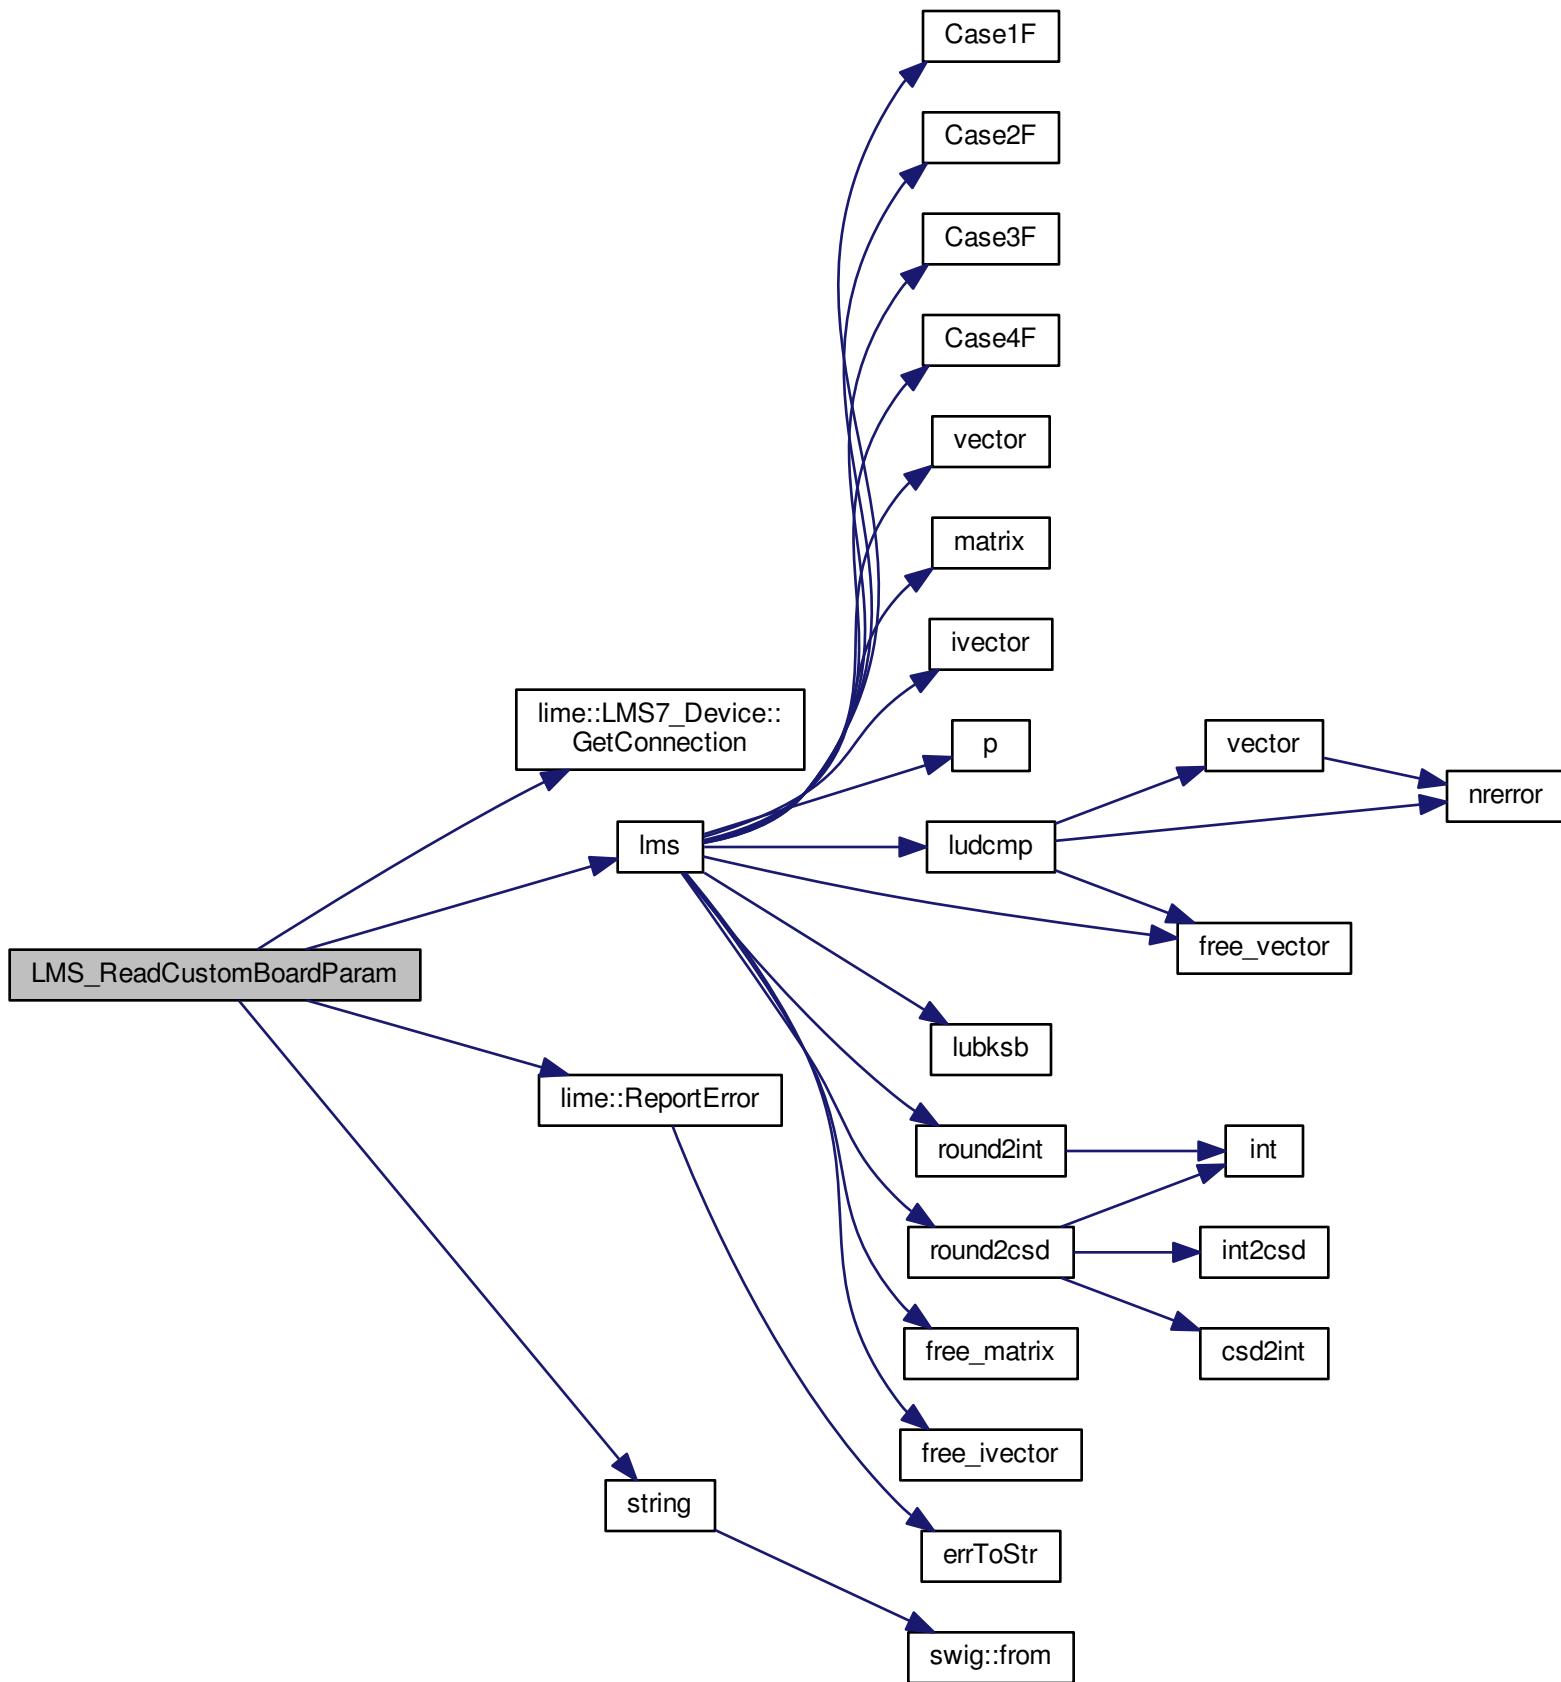 Case1F
Case2F
Case3F
Case4F
vector
matrix
ivector
lime::LMS7_Device::
GetConnection
p
vector
nrerror
lms
ludcmp
free_vector
LMS_ReadCustomBoardParam
lubksb
lime::ReportError
round2int
int
round2csd
int2csd
free_matrix
csd2int
free_ivector
string
errToStr
swig::from